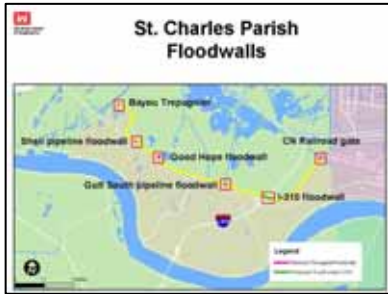 St. Charles Parish
Floodwalls
Bayou Trepagnier
Shell pipeline floodwall
Good Hope floodwall
CN Railroad gate
Gulf South pipeline floodwall
I-310 floodwall
Legend